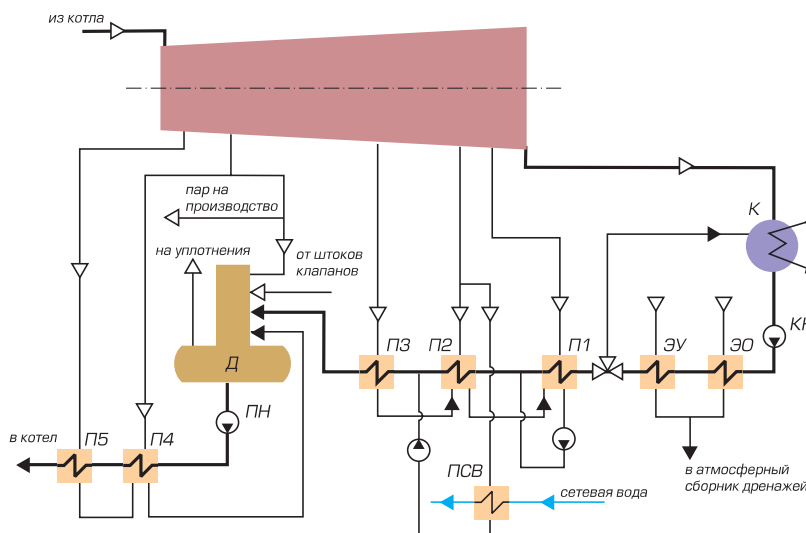 из котла
пар на
производство
К
на уплотнения
от штоков
клапанов
КН
П3
П2
П1
ЭУ
ЭО
Д
ПН
в котел
П5
П4
ПСВ
сетевая вода
в атмосферный
сборник дренажей